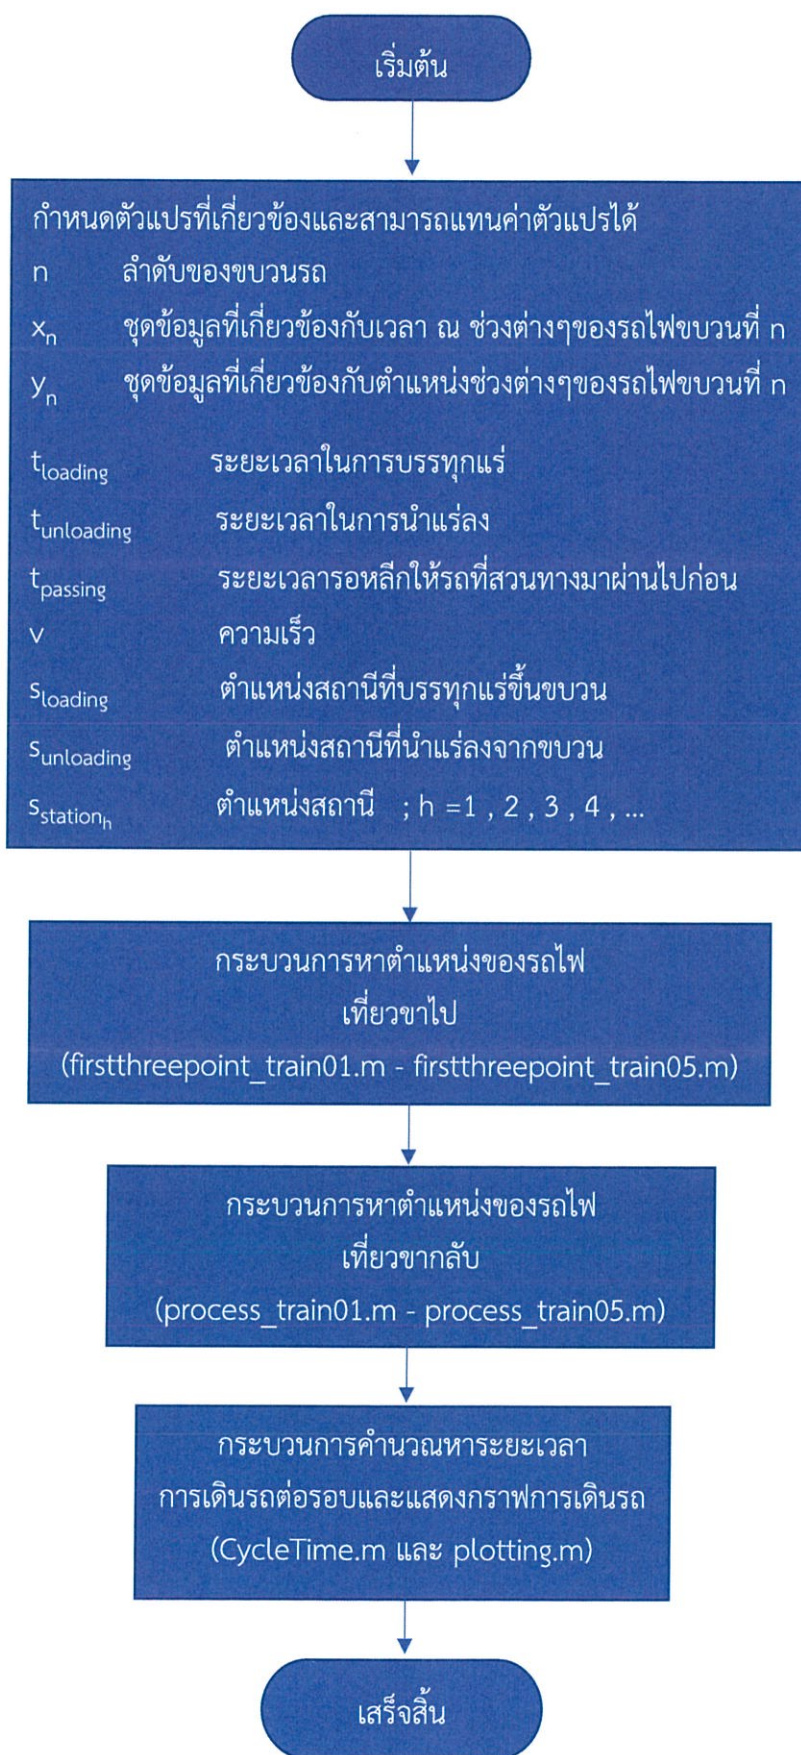 เริ่มต้น
กำหนดตัวแปรที่เกี่ยวข้องและสามารถแทนค่าตัวแปรได้
n ลำดับของขบวนรถ
xn ชุดข้อมูลที่เกี่ยวข้องกับเวลา ณ ช่วงต่างๆของรถไฟขบวนที่ n
yn ชุดข้อมูลที่เกี่ยวข้องกับตำแหน่งช่วงต่างๆของรถไฟขบวนที่ n
tloading ระยะเวลาในการบรรทุกแร่
tunloading ระยะเวลาในการนำแร่ลง
tpassing ระยะเวลารอหลีกให้รถที่สวนทางมาผ่านไปก่อน
v ความเร็ว
sloading ตำแหน่งสถานีที่บรรทุกแร่ขึ้นขบวน
sunloading ตำแหน่งสถานีที่นำแร่ลงจากขบวน
sstationh ตำแหน่งสถานี ; h =1 , 2 , 3 , 4 , ...
กระบวนการหาตำแหน่งของรถไฟ
เที่ยวขาไป
(firstthreepoint_train01.m - firstthreepoint_train05.m)
กระบวนการหาตำแหน่งของรถไฟ
เที่ยวขากลับ
(process_train01.m - process_train05.m)
กระบวนการคำนวณหาระยะเวลา
การเดินรถต่อรอบและแสดงกราฟการเดินรถ
(CycleTime.m และ plotting.m)
เสร็จสิ้น